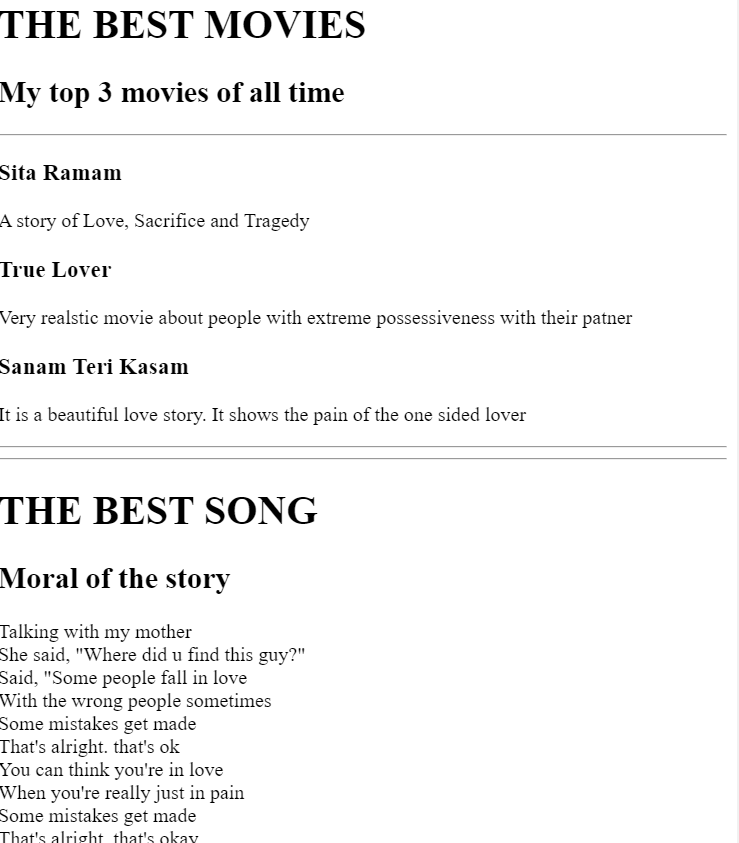 THE BEST MOVIES
My top 3 movies of all time
Sita Ramam
A story of Love, Sacrifice and Tragedy
True Lover
Very realstic movie about people with extreme possessiveness with their patner
Sanam Teri Kasam
It is a beautiful love story. It shows the pain of the one sided lover
THE BEST SONG
Moral of the story
Talking with my mother
She said, "Where did u find this guy?"
Said, "Some people fall in love
With the wrong people sometimes
Some mistakes get made
That's alright. that's ok
You can think you're in love
When you're really just in pain
Some mistakes get made
That's alright, that's okay